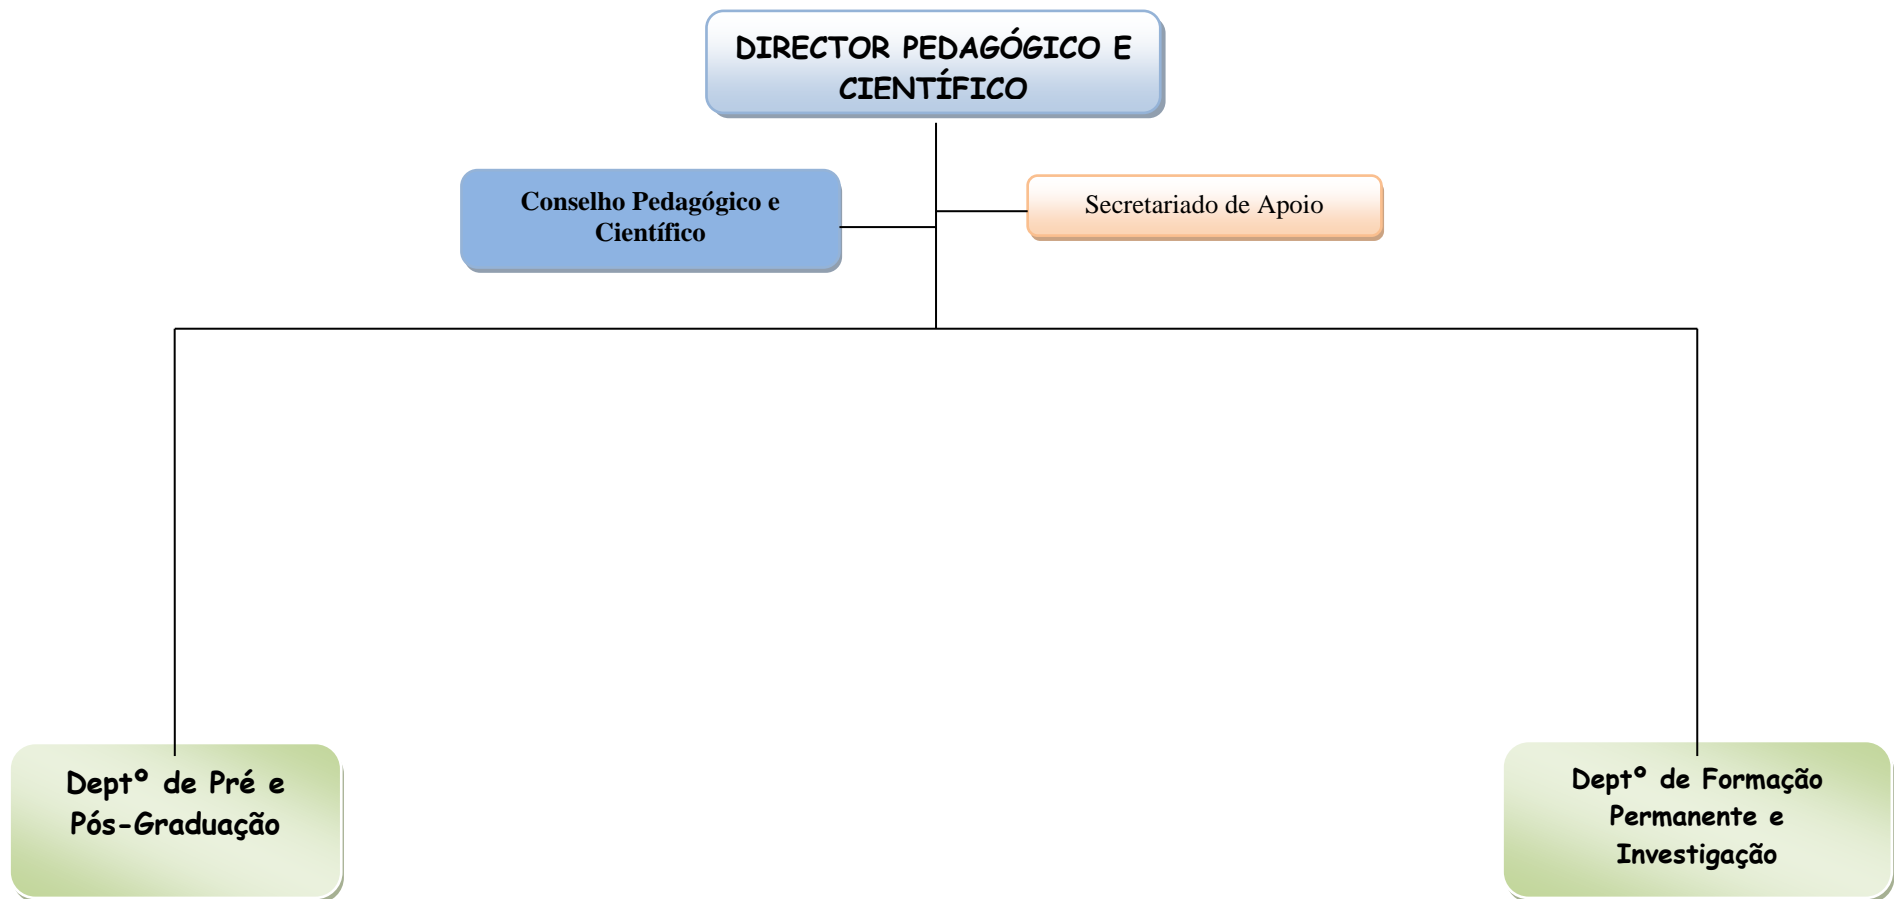 DIRECTOR PEDAGÓGICO E
CIENTÍFICO
Conselho Pedagógico e
Científico
Secretariado de Apoio
Deptº de Pré e
Pós-Graduação
Deptº de Formação
Permanente e
Investigação